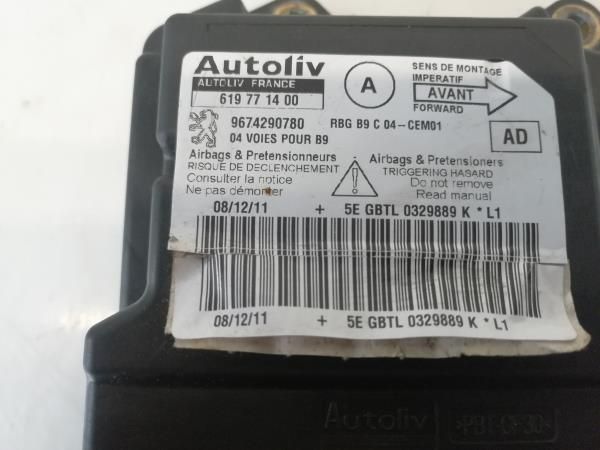 Autoliv
AUTOLIV FRANCE
619 77 14 00
A
SENS DE MONTAGE
IMPERATIF
AVANT
FORWARD
9674290780 RBG B9 C 04-CEM01
04 VOIES POUR B9
AD
Airbags & Pretensionneurs
RISQUE DE DECLENCHEMENT
Consulter la notice
Ne pas démonter
Airbags & Pretensioners
TRIGGERING HASARD
Do not remove
Read manual
08/12/11 + 5E GBTL 0329889 K * L1
08/12/11 + 5E GBTL 0329889 K * L1
Autoliv >PBT-GF30<